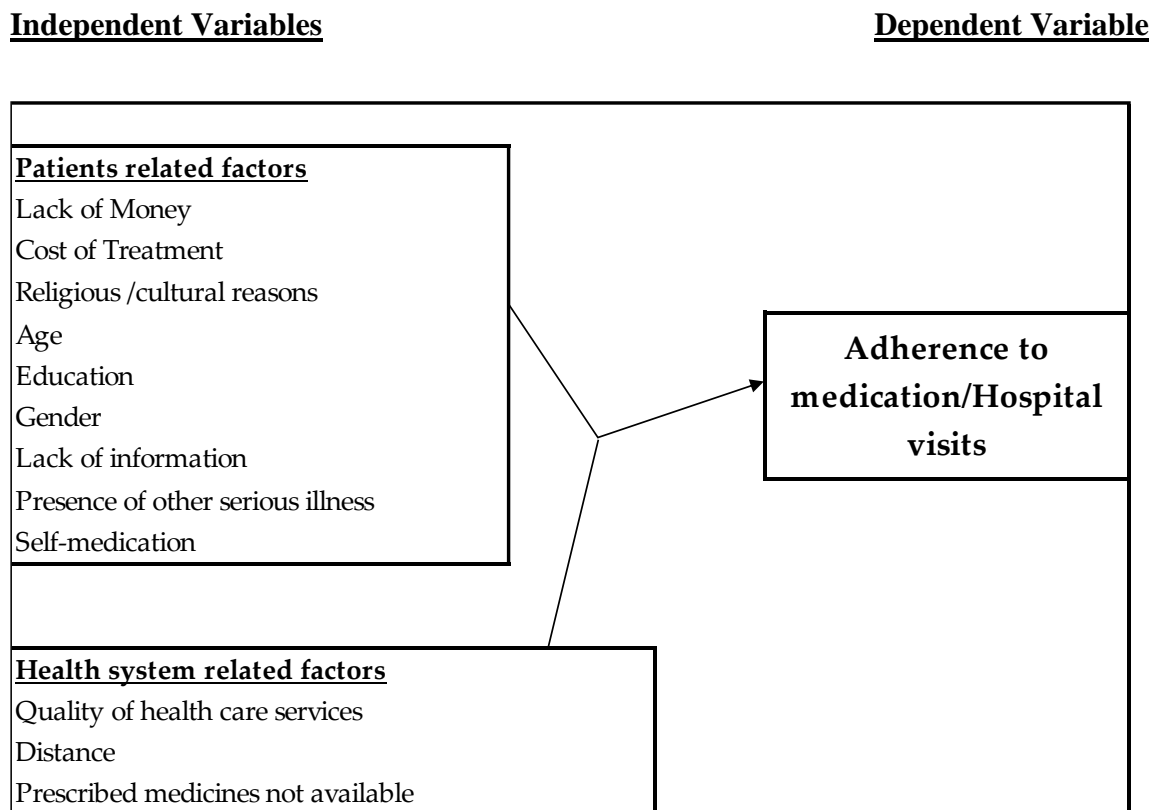 Independent Variables
Dependent Variable
Patients related factors
Lack of Money
Cost of Treatment
Religious /cultural reasons
Age
Education
Gender
Lack of information
Presence of other serious illness
Self-medication
Adherence to
medication/Hospital
visits
Health system related factors
Quality of health care services
Distance
Prescribed medicines not available